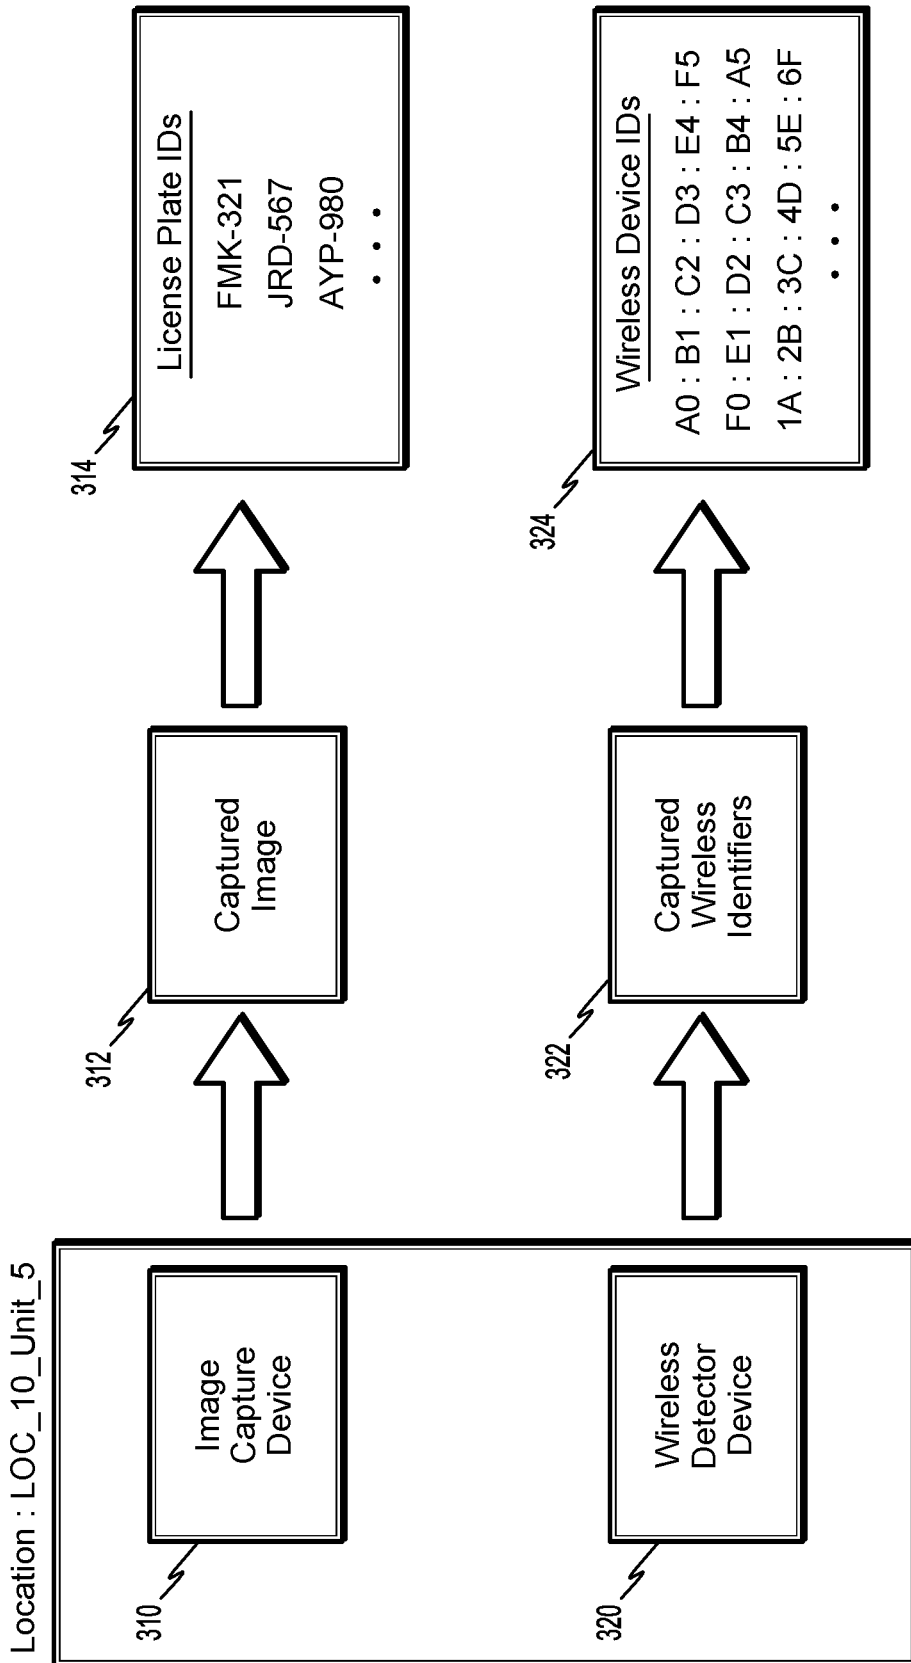 Location : LOC_10_Unit_5
310
Image
Capture
Device
312
Captured
Image
314
License Plate IDs
FMK-321
JRD-567
AYP-980
• • •
320
Wireless
Detector
Device
322
Captured
Wireless
Identifiers
324
Wireless Device IDs
A0 : B1 : C2 : D3 : E4 : F5
F0 : E1 : D2 : C3 : B4 : A5
1A : 2B : 3C : 4D : 5E : 6F
• • •